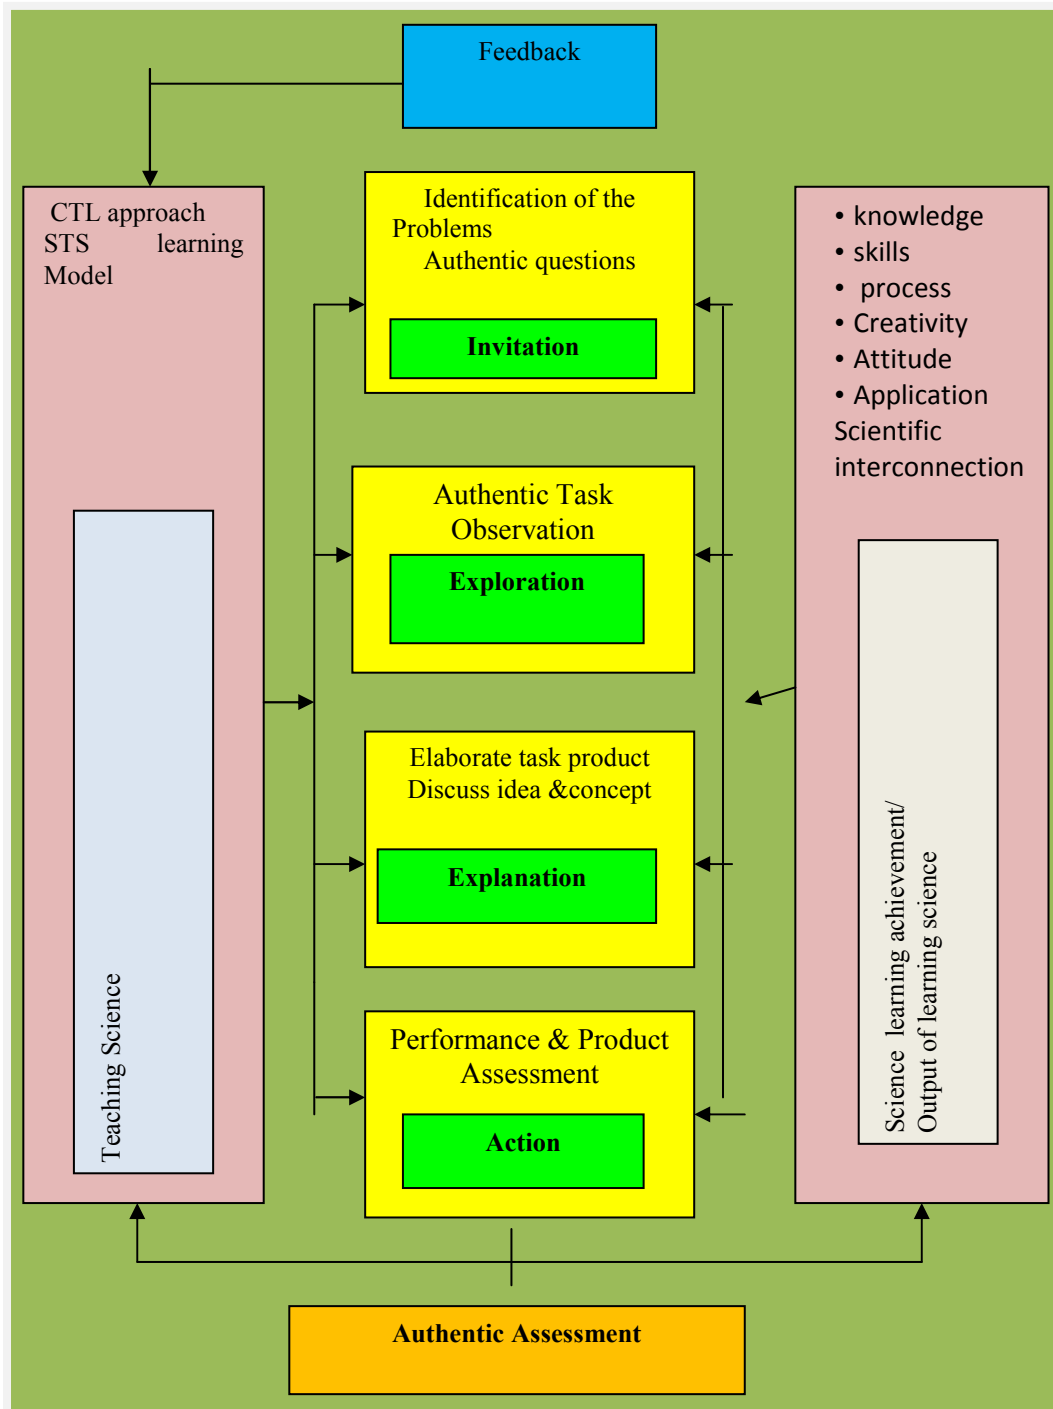 Feedback
CTL approach
STS learning
Model
Teaching Science
Identification of the
Problems
Authentic questions
Invitation
Authentic Task
Observation
Exploration
Elaborate task product
Discuss idea &concept
Explanation
Performance & Product
Assessment
Action
• knowledge
• skills
• process
• Creativity
• Attitude
• Application
Scientific
interconnection
Science learning achievement/
Output of learning science
Authentic Assessment